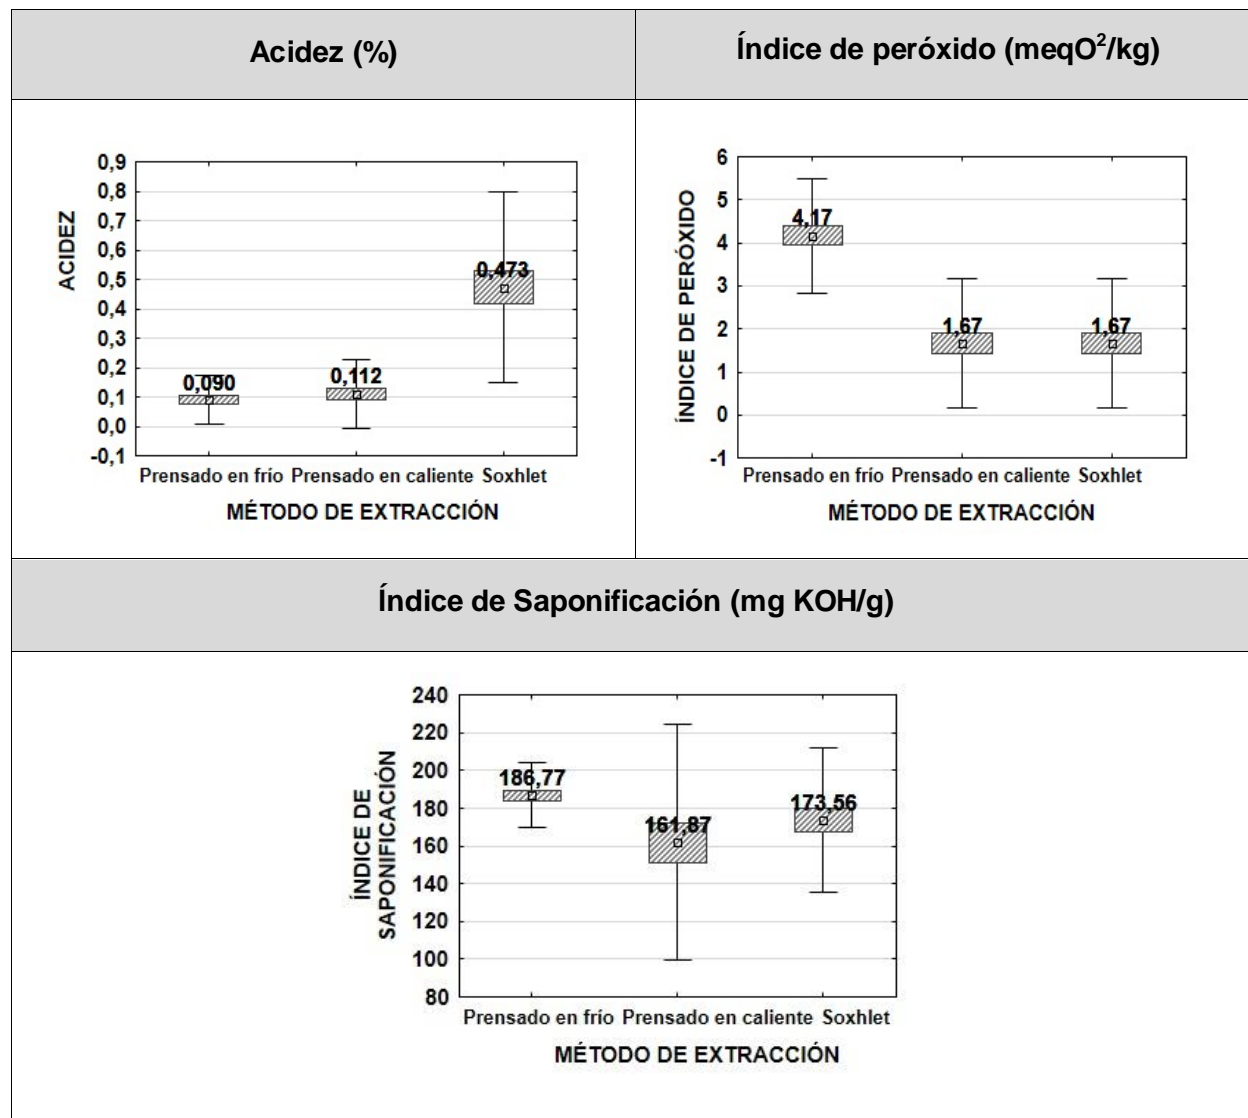 Acidez (%)
Índice de peróxido (meqO²/kg)
0,9
0,8
0,7
0,6
0,5
0,4
0,3
0,2
0,1
0,0
-0,1
ACIDEZ
0,090
0,112
0,473
Prensado en frío Prensado en caliente Soxhlet
MÉTODO DE EXTRACCIÓN
6
5
4
3
2
1
0
-1
ÍNDICE DE PERÓXIDO
4,17
1,67
1,67
Prensado en frío Prensado en caliente Soxhlet
MÉTODO DE EXTRACCIÓN
Índice de Saponificación (mg KOH/g)
240
220
200
180
160
140
120
100
80
ÍNDICE DE
SAPONIFICACIÓN
186,77
161,87
173,56
Prensado en frío Prensado en caliente Soxhlet
MÉTODO DE EXTRACCIÓN